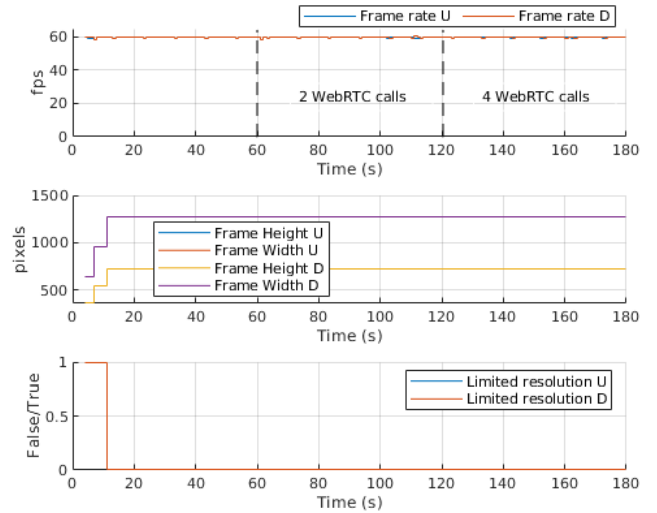 Frame rate U Frame rate D
60
40
20
0
fps
2 WebRTC calls 4 WebRTC calls
0 20 40 60 80 100 120 140 160 180
Time (s)
1500
1000
500
pixels
Frame Height U
Frame Width U
Frame Height D
Frame Width D
0 20 40 60 80 100 120 140 160 180
Time (s)
1
0.5
0
False/True
Limited resolution U
Limited resolution D
0 20 40 60 80 100 120 140 160 180
Time (s)